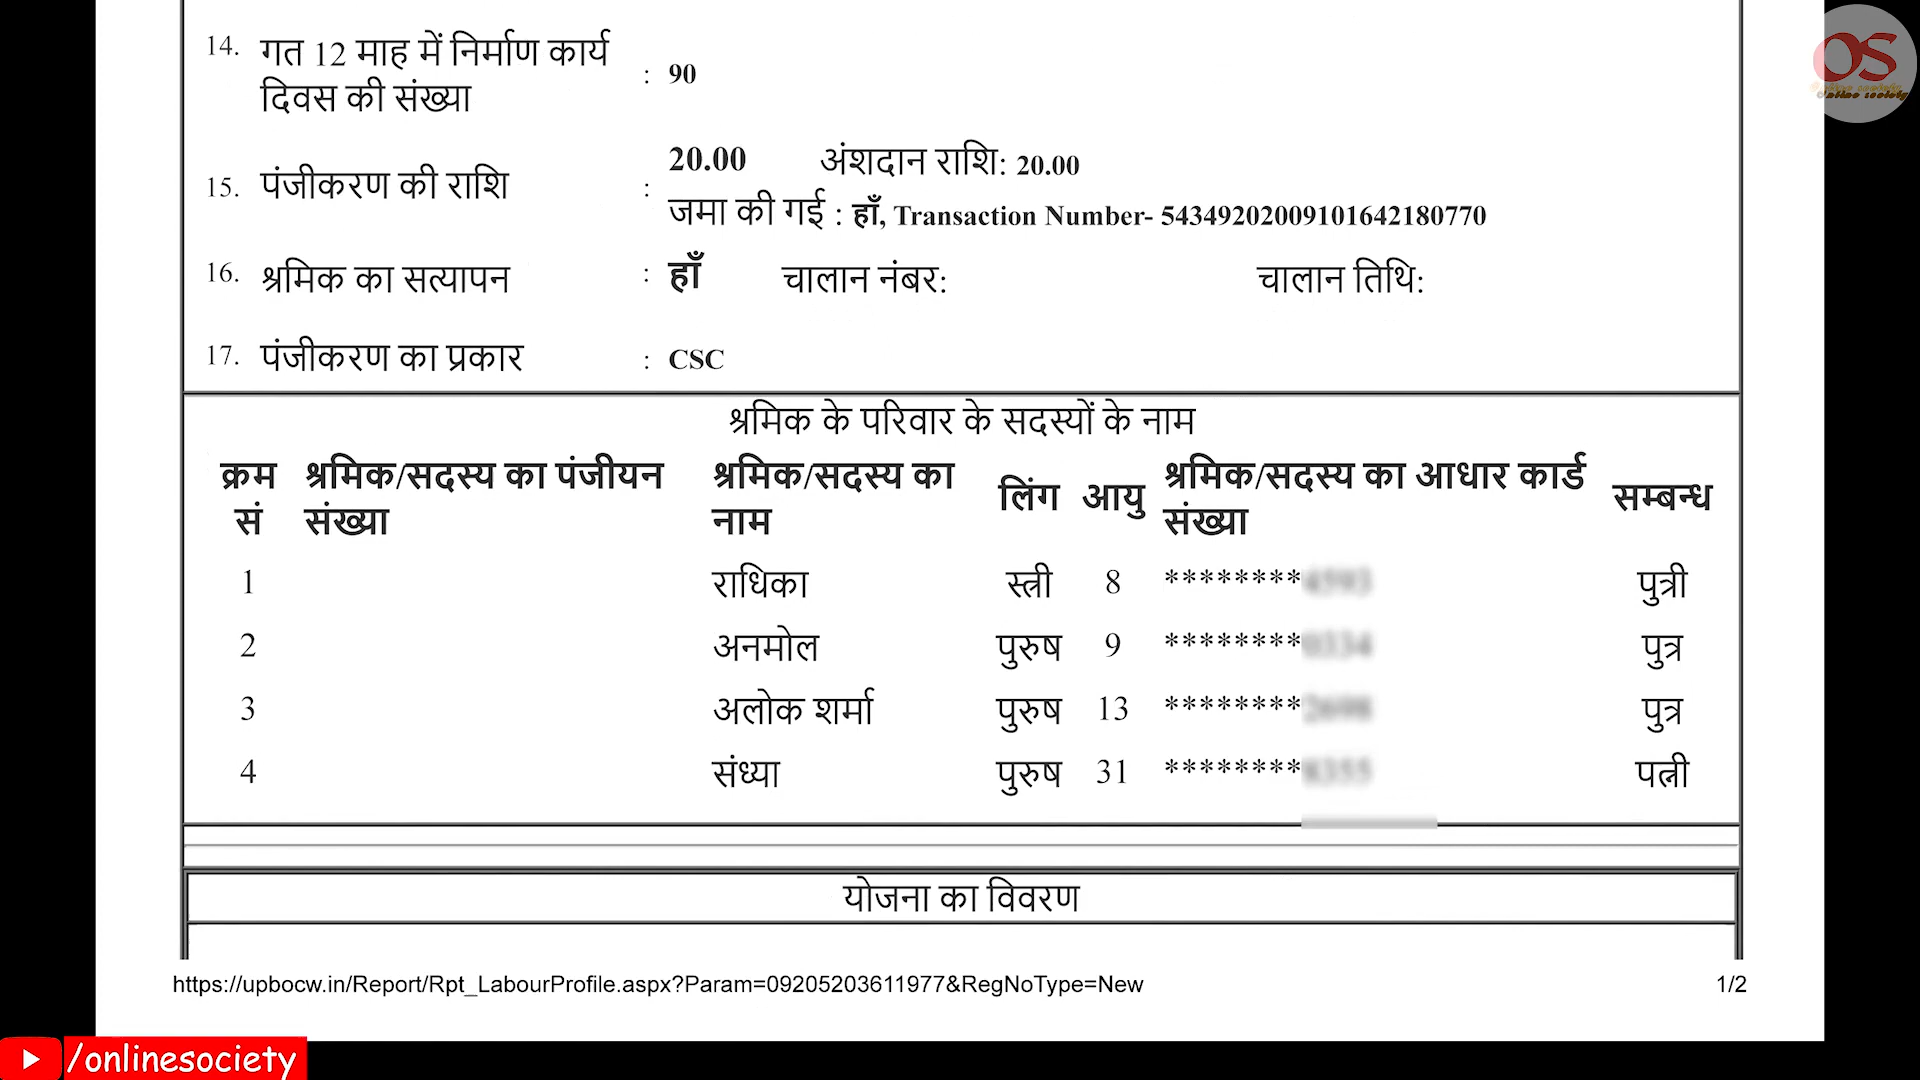 14. गत 12 माह में निर्माण कार्य
दिवस की संख्या : 90
20.00 अंशदान राशि: 20.00
15. पंजीकरण की राशि :
जमा की गई : हाँ, Transaction Number- 54349202009101642180770
16. श्रमिक का सत्यापन : हाँ चालान नंबर: चालान तिथि:
17. पंजीकरण का प्रकार : CSC
श्रमिक के परिवार के सदस्यों के नाम
क्रम सं श्रमिक/सदस्य का पंजीयन संख्या श्रमिक/सदस्य का नाम लिंग आयु श्रमिक/सदस्य का आधार कार्ड संख्या सम्बन्ध
1 राधिका स्त्री 8 ******** पुत्री
2 अनमोल पुरुष 9 ******** पुत्र
3 अलोक शर्मा पुरुष 13 ******** पुत्र
4 संध्या पुरुष 31 ******** पत्नी
योजना का विवरण
https://upbocw.in/Report/Rpt_LabourProfile.aspx?Param=09205203611977&RegNoType=New 1/2
OS
Online society
/onlinesociety